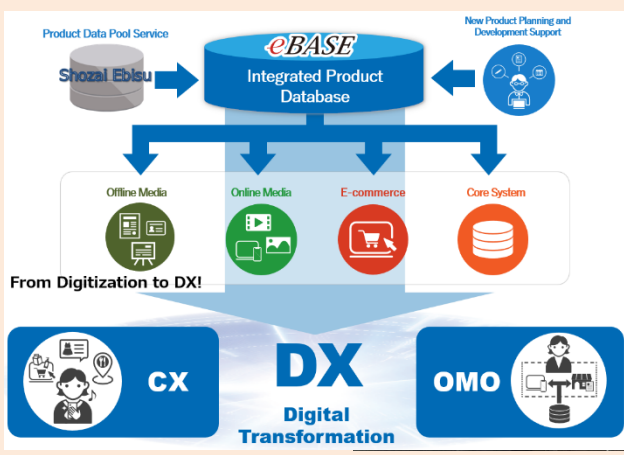 Product Data Pool Service
Shozai Ebisu
eBASE
Integrated Product
Database
New Product Planning and
Development Support
Offline Media
Online Media
E-commerce
Core System
From Digitization to DX!
CX
DX
Digital
Transformation
OMO